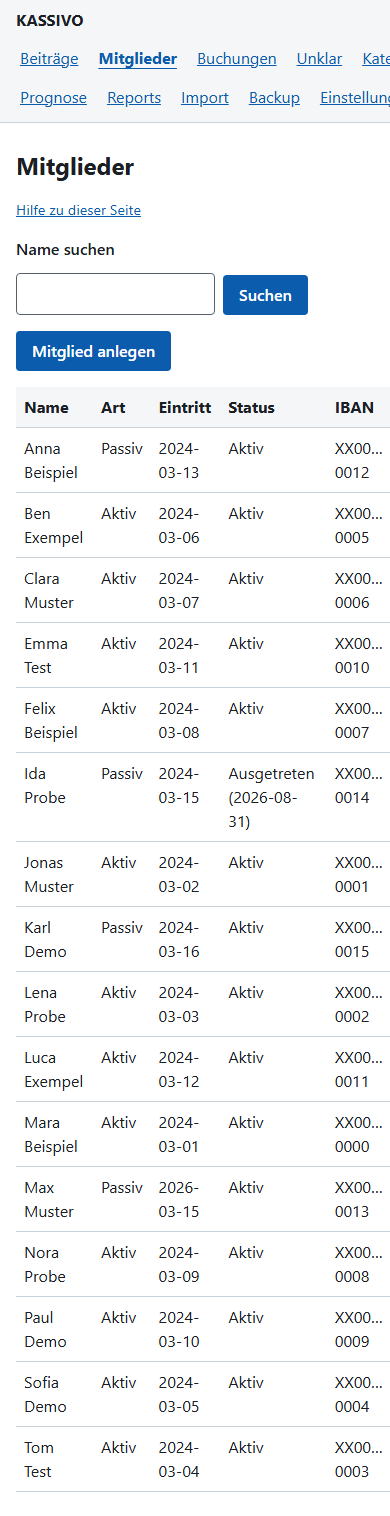 KASSIVO
Beiträge Mitglieder Buchungen Unklar Kate
Prognose Reports Import Backup Einstellun
Mitglieder
Hilfe zu dieser Seite
Name suchen
Suchen
Mitglied anlegen
Name Art Eintritt Status IBAN
Anna Passiv 2024- Aktiv XX00...
Beispiel 03-13 0012
Ben Aktiv 2024- Aktiv XX00...
Exempel 03-06 0005
Clara Aktiv 2024- Aktiv XX00...
Muster 03-07 0006
Emma Aktiv 2024- Aktiv XX00...
Test 03-11 0010
Felix Aktiv 2024- Aktiv XX00...
Beispiel 03-08 0007
Ida Passiv 2024- Ausgetreten XX00...
Probe 03-15 (2026-08- 0014
31)
Jonas Aktiv 2024- Aktiv XX00...
Muster 03-02 0001
Karl Passiv 2024- Aktiv XX00...
Demo 03-16 0015
Lena Aktiv 2024- Aktiv XX00...
Probe 03-03 0002
Luca Aktiv 2024- Aktiv XX00...
Exempel 03-12 0011
Mara Aktiv 2024- Aktiv XX00...
Beispiel 03-01 0000
Max Passiv 2026- Aktiv XX00...
Muster 03-15 0013
Nora Aktiv 2024- Aktiv XX00...
Probe 03-09 0008
Paul Aktiv 2024- Aktiv XX00...
Demo 03-10 0009
Sofia Aktiv 2024- Aktiv XX00...
Demo 03-05 0004
Tom Aktiv 2024- Aktiv XX00...
Test 03-04 0003